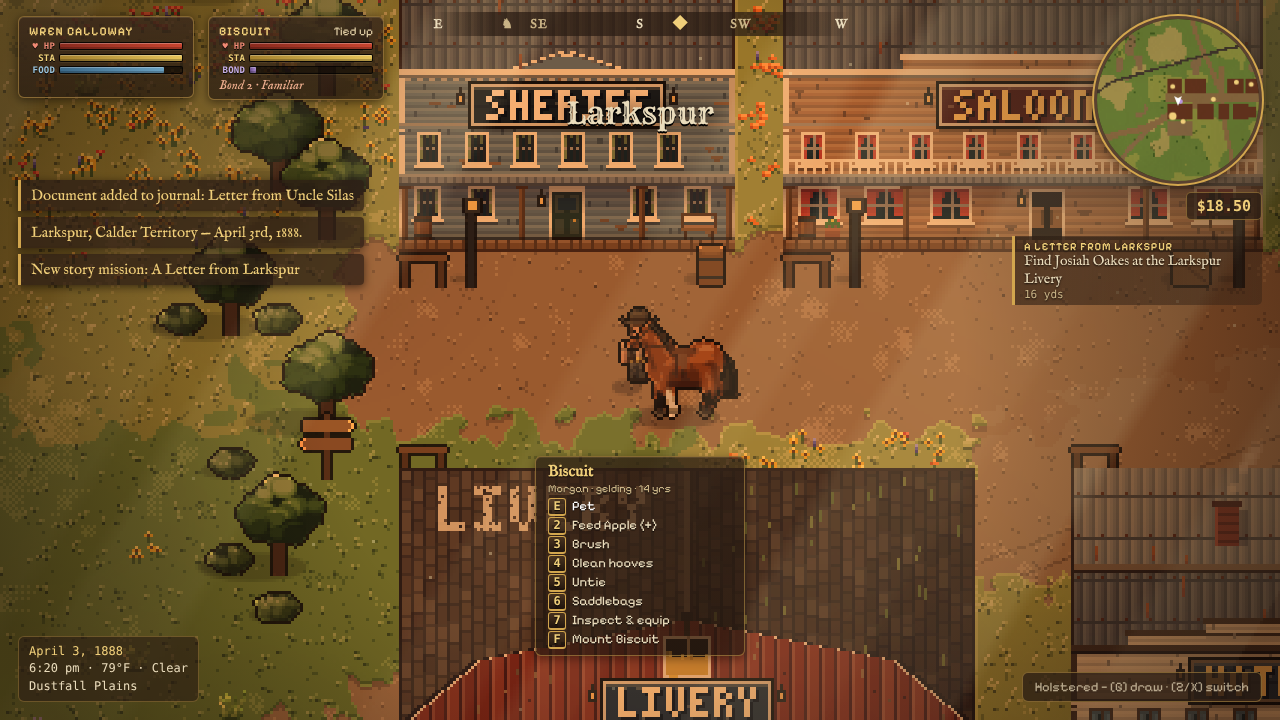 WREN CALLOWAY
HP
STA
FOOD
BISCUIT
Tied up
HP
STA
BOND
Bond 2 · Familiar
E
SE
S
SW
W
SHERIFF
Larkspur
SALOON
$18.50
Document added to journal: Letter from Uncle Silas
Larkspur, Calder Territory — April 3rd, 1888.
New story mission: A Letter from Larkspur
A LETTER FROM LARKSPUR
Find Josiah Oakes at the Larkspur
Livery
16 yds
Biscuit
Morgan · gelding · 14 yrs
E Pet
2 Feed Apple (+)
3 Brush
4 Clean hooves
5 Untie
6 Saddlebags
7 Inspect & equip
F Mount Biscuit
LIVERY
April 3, 1888
6:20 pm · 79°F · Clear
Dustfall Plains
Holstered – (G) draw · (Z/X) switch